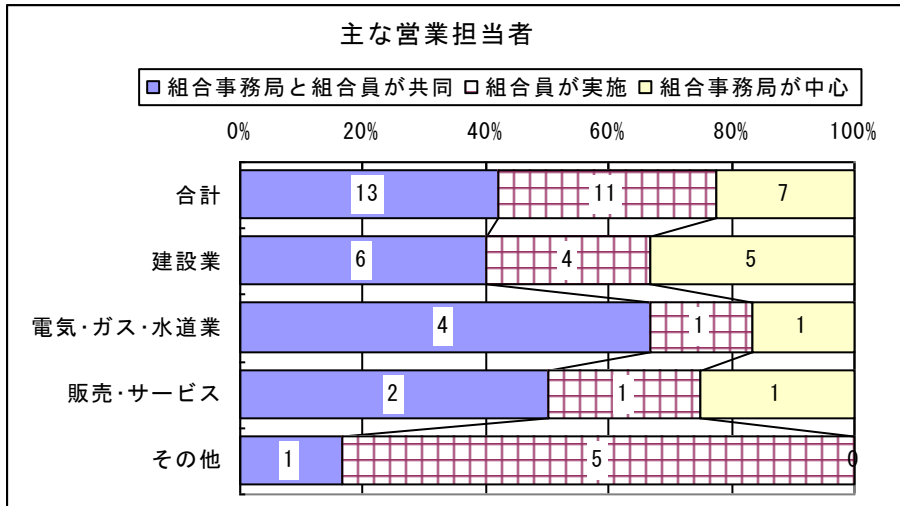 主な営業担当者
組合事務局と組合員が共同 組合員が実施 組合事務局が中心
0% 20% 40% 60% 80% 100%
合計 13 11 7
建設業 6 4 5
電気･ガス･水道業 4 1 1
販売･サービス 2 1 1
その他 1 5 0